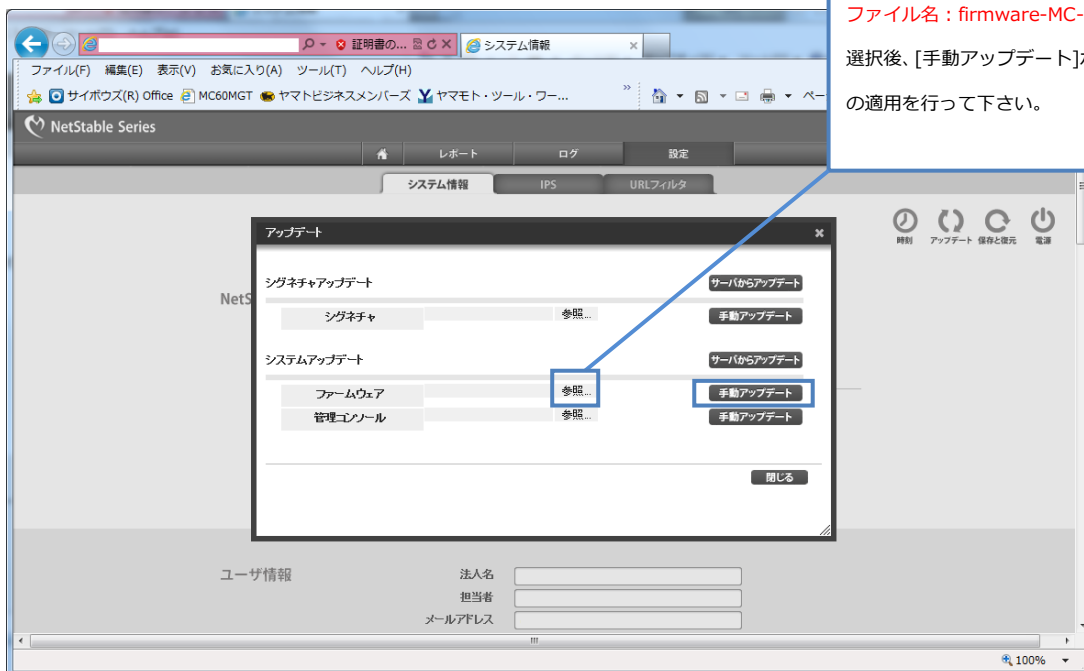 ファイル名：firmware-MC-
選択後、[手動アップデート]
の適用を行って下さい。
証明書の...
システム情報
ファイル(F) 編集(E) 表示(V) お気に入り(A) ツール(T) ヘルプ(H)
サイボウズ(R) Office MC60MGT ヤマトビジネスメンバーズ ヤマモト・ツール・ワー... » ペー
NetStable Series
レポート ログ 設定
システム情報 IPS URLフィルタ
時刻 アップデート 保存と復元 電源
アップデート
シグネチャアップデート サーバからアップデート
NetS
シグネチャ 参照... 手動アップデート
システムアップデート サーバからアップデート
ファームウェア 参照... 手動アップデート
管理コンソール 参照... 手動アップデート
閉じる
ユーザ情報 法人名
担当者
メールアドレス
100%